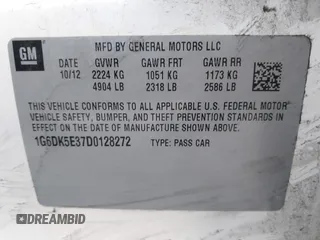 GM
MFD BY GENERAL MOTORS LLC
10/12 GVWR GAWR FRT GAWR RR
2224 KG 1051 KG 1173 KG
4904 LB 2318 LB 2586 LB
THIS VEHICLE CONFORMS TO ALL APPLICABLE U.S. FEDERAL MOTOR
VEHICLE SAFETY, BUMPER, AND THEFT PREVENTION STANDARDS IN
EFFECT ON THE DATE OF MANUFACTURE SHOWN ABOVE.
1G6DK5E37D0128272 TYPE: PASS CAR